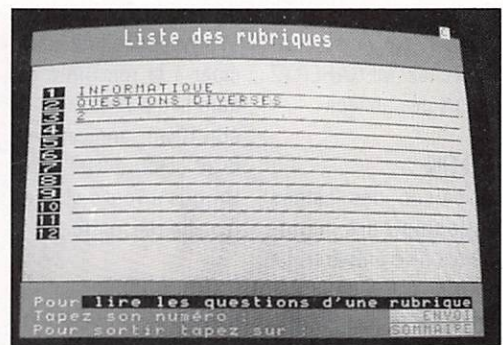 C
Liste des rubriques
1 INFORMATIQUE
2 QUESTIONS DIVERSES
3 2
4
5
6
7
8
9
10
11
12
Pour lire les questions d'une rubrique
Tapez son numéro : ENVOI
Pour sortir tapez sur : SOMMAIRE